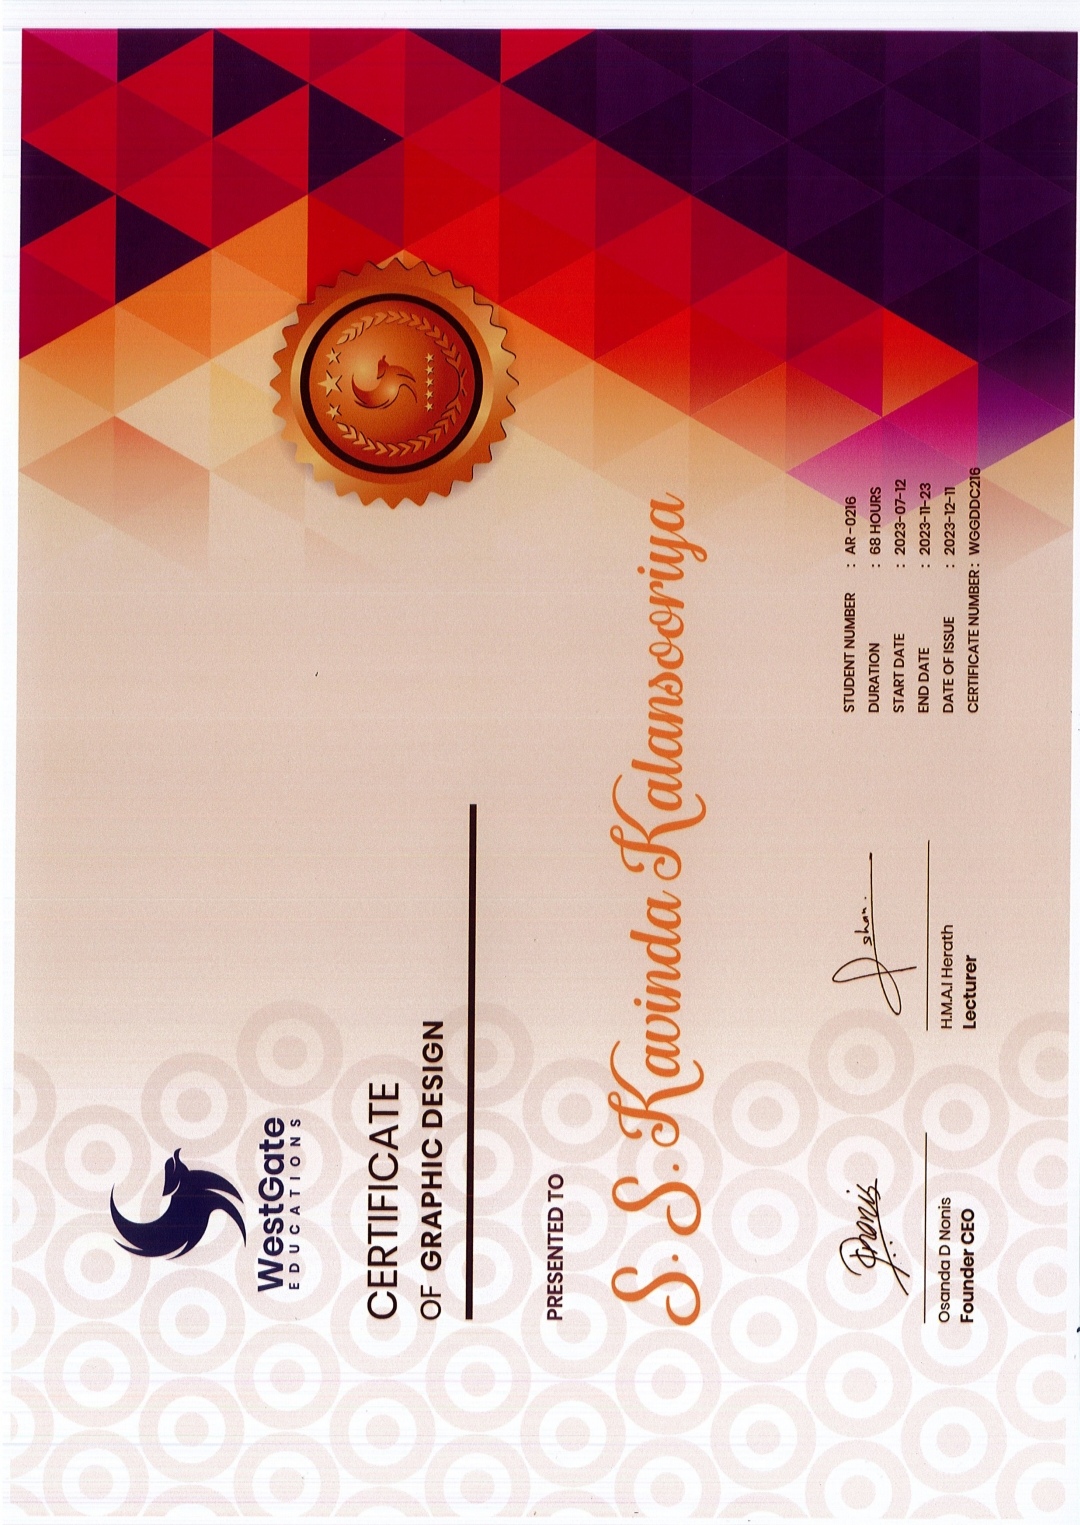 WestGate
EDUCATIONS
CERTIFICATE
OF GRAPHIC DESIGN
PRESENTED TO
S. S. Kavinda Kalansooriya
Osanda D Nonis
Founder CEO
shan.
H.M.A.I Herath
Lecturer
STUDENT NUMBER : AR-0216
DURATION : 68 HOURS
START DATE : 2023-07-12
END DATE : 2023-11-23
DATE OF ISSUE : 2023-12-11
CERTIFICATE NUMBER : WGGDDC216